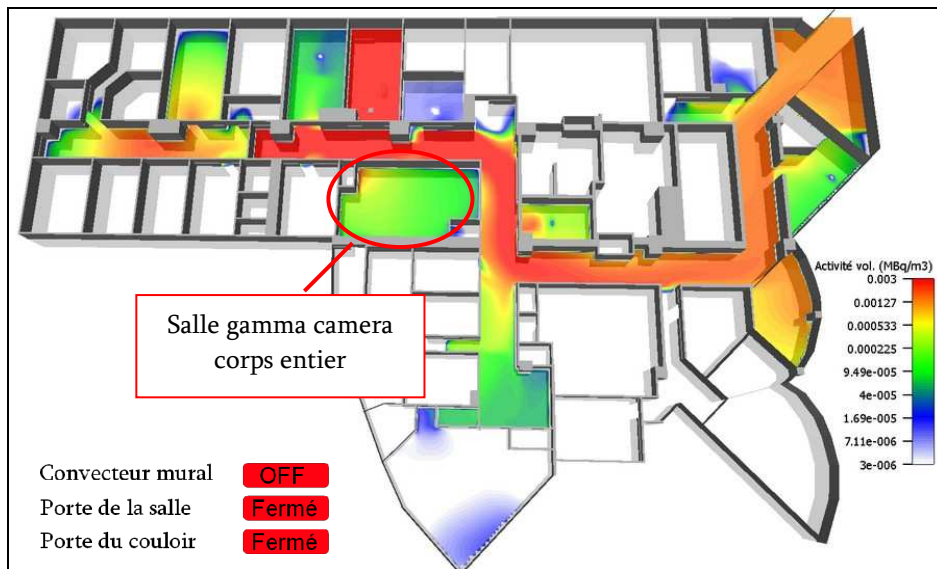 Activité vol. (MBq/m3)
0.003
0.00127
0.000533
0.000225
9.49e-005
4e-005
1.69e-005
7.11e-006
3e-006
Salle gamma camera
corps entier
Convecteur mural OFF
Porte de la salle Fermé
Porte du couloir Fermé